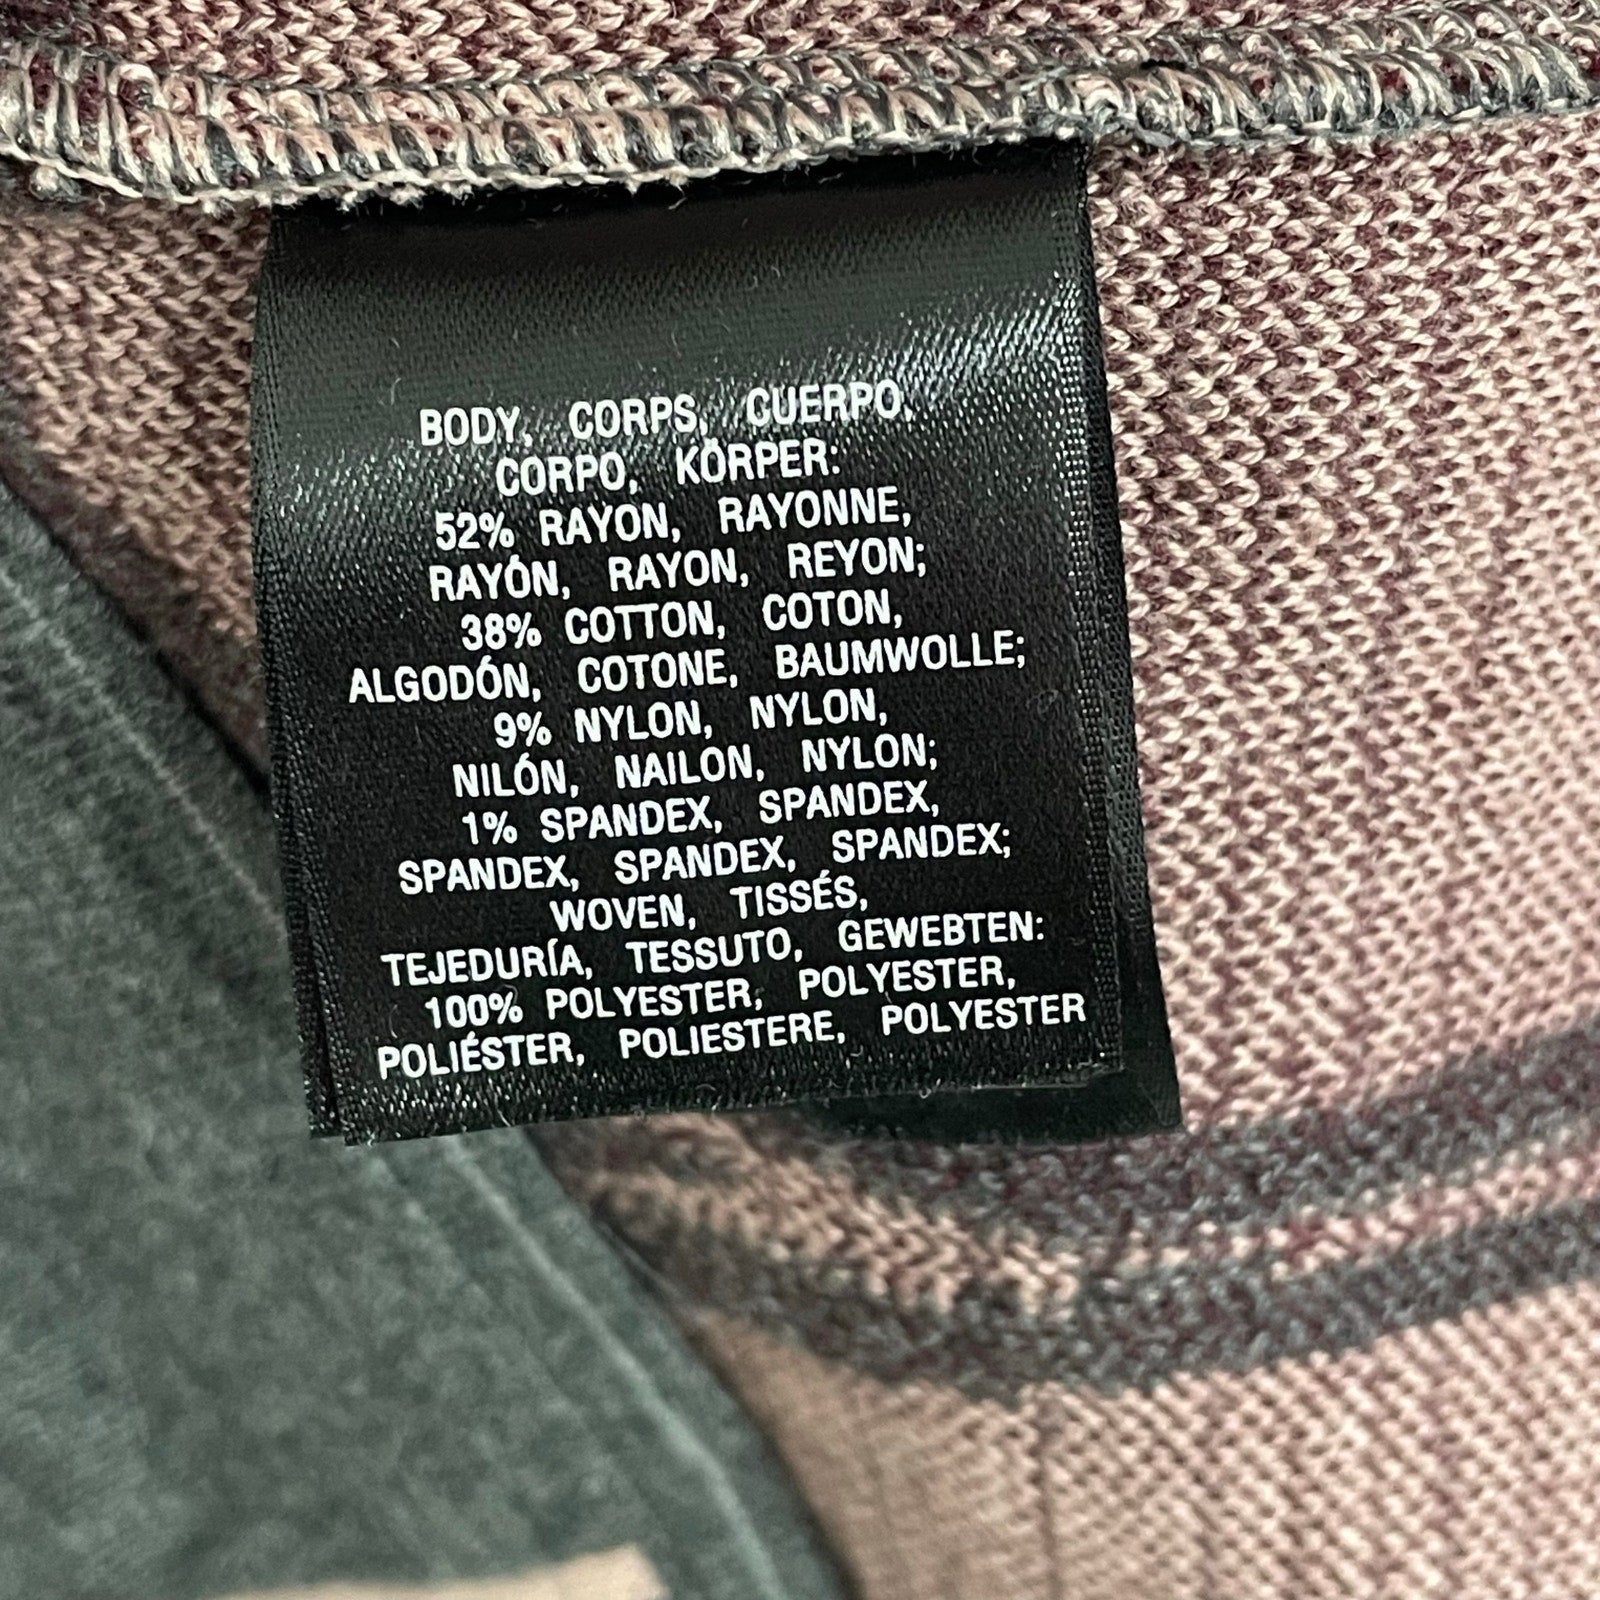 BODY, CORPS, CUERPO,
CORPO, KÖRPER:
52% RAYON, RAYONNE,
RAYÓN, RAYON, REYON;
38% COTTON, COTON,
ALGODÓN, COTONE, BAUMWOLLE;
9% NYLON, NYLON,
NILÓN, NAILON, NYLON;
1% SPANDEX, SPANDEX,
SPANDEX, SPANDEX, SPANDEX;
WOVEN, TISSÉS,
TEJEDURÍA, TESSUTO, GEWEBTEN:
100% POLYESTER, POLYESTER,
POLIÉSTER, POLIESTERE, POLYESTER